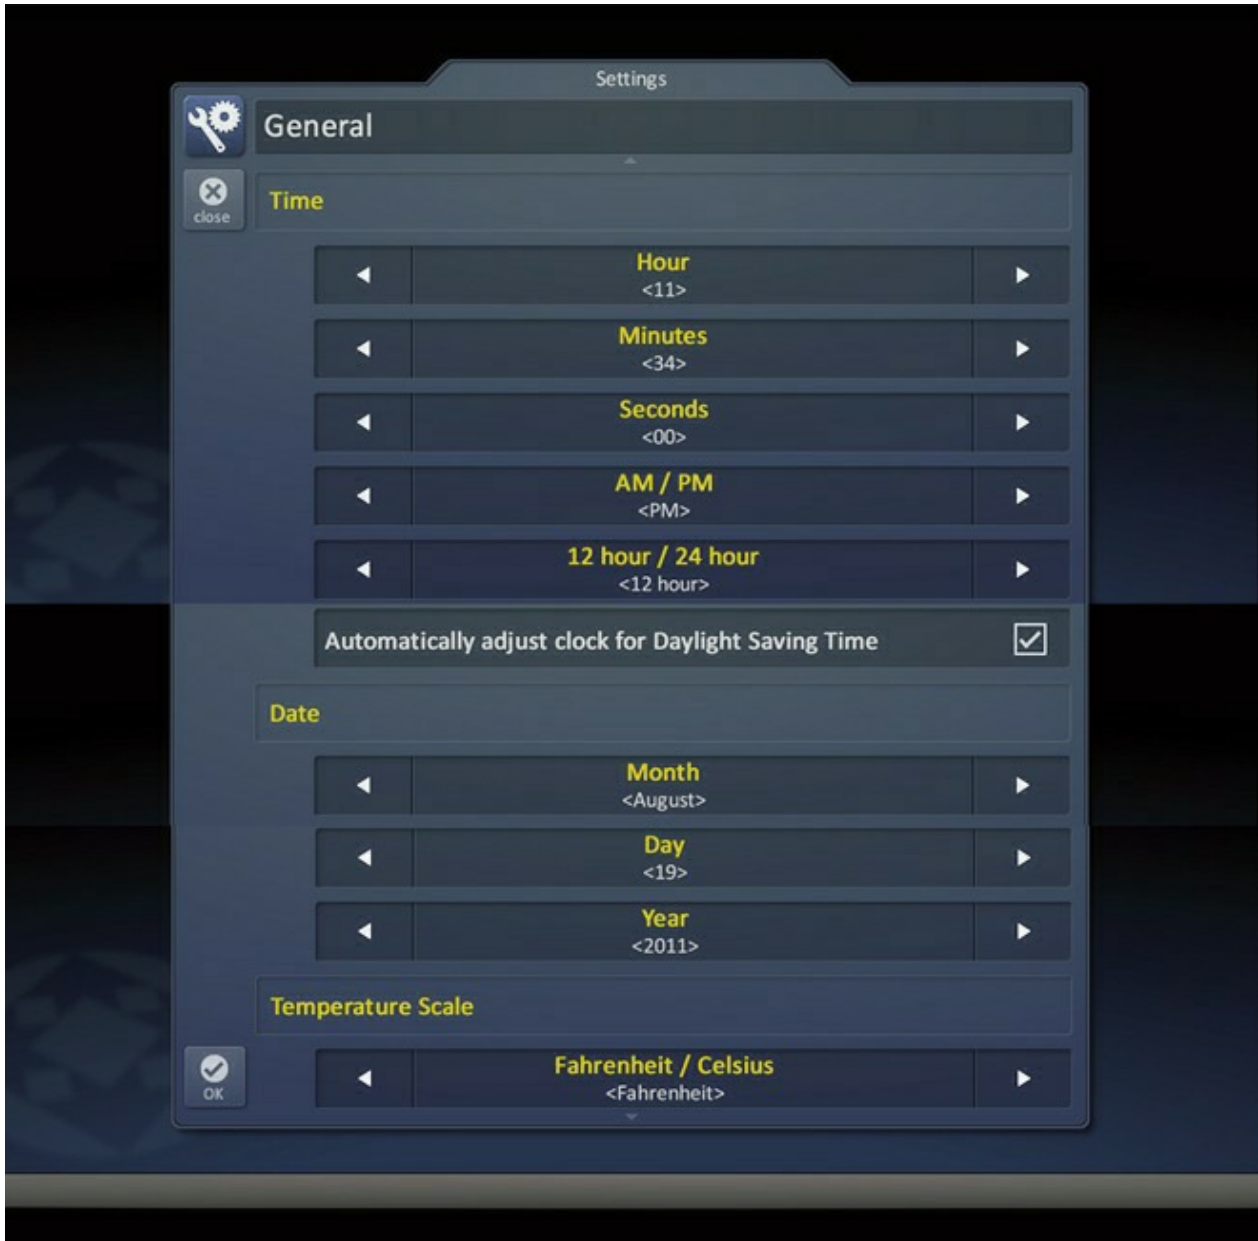 Settings
General
close
Time
Hour
<11>
Minutes
<34>
Seconds
<00>
AM / PM
<PM>
12 hour / 24 hour
<12 hour>
Automatically adjust clock for Daylight Saving Time
Date
Month
<August>
Day
<19>
Year
<2011>
Temperature Scale
Fahrenheit / Celsius
<Fahrenheit>
OK